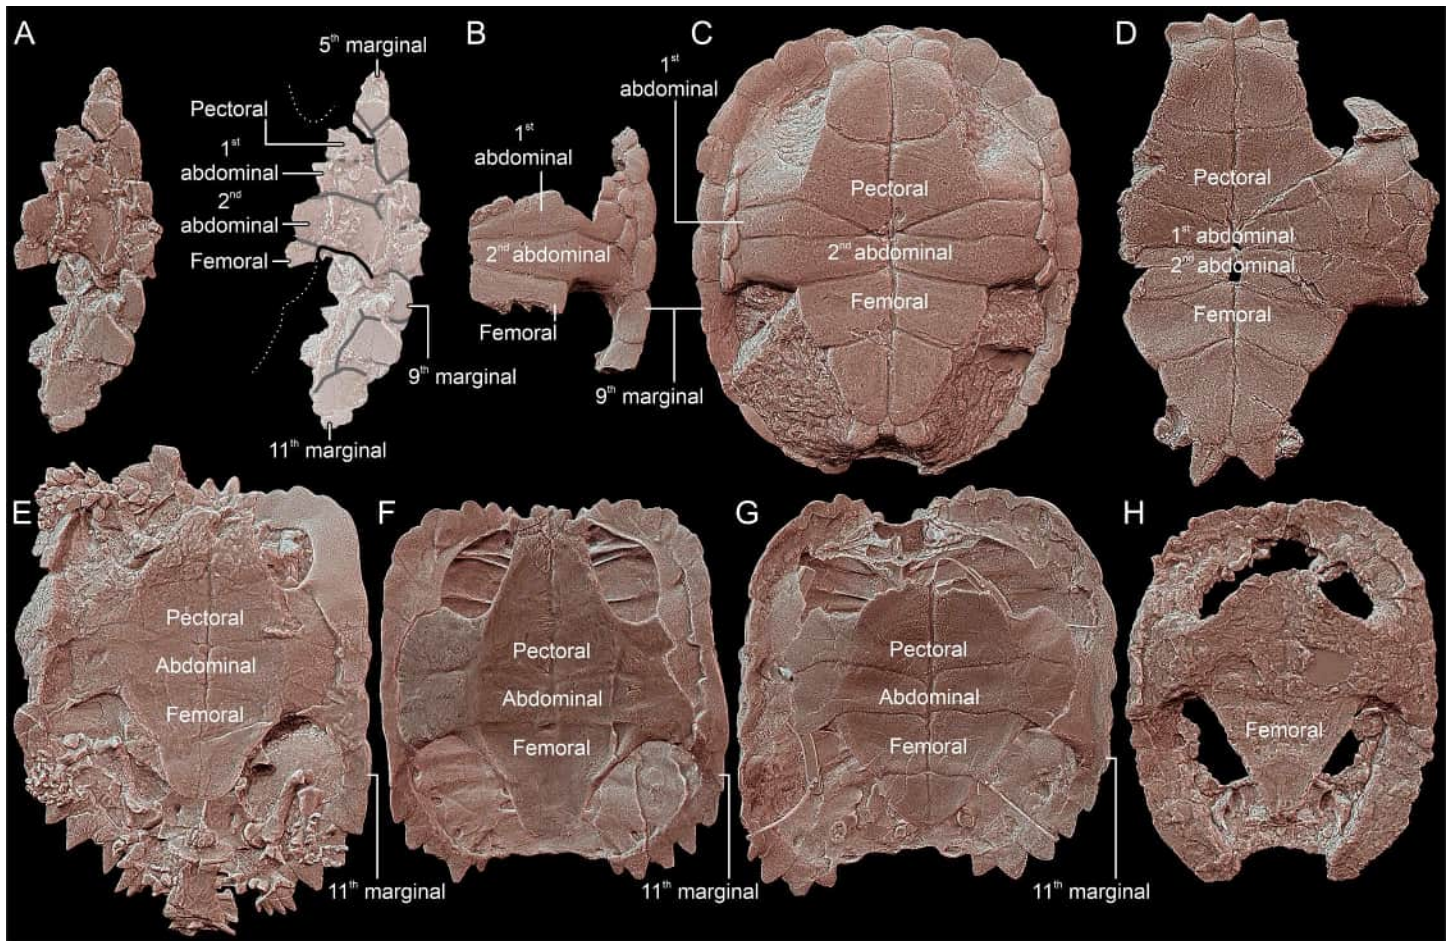 A
5th marginal
Pectoral
1st
abdominal
2nd
abdominal
Femoral
9th marginal
11th marginal
B
1st
abdominal
2nd abdominal
Femoral
9th marginal
C
1st
abdominal
Pectoral
2nd abdominal
Femoral
D
Pectoral
1st abdominal
2nd abdominal
Femoral
E
Pectoral
Abdominal
Femoral
11th marginal
F
Pectoral
Abdominal
Femoral
11th marginal
G
Pectoral
Abdominal
Femoral
11th marginal
H
Femoral